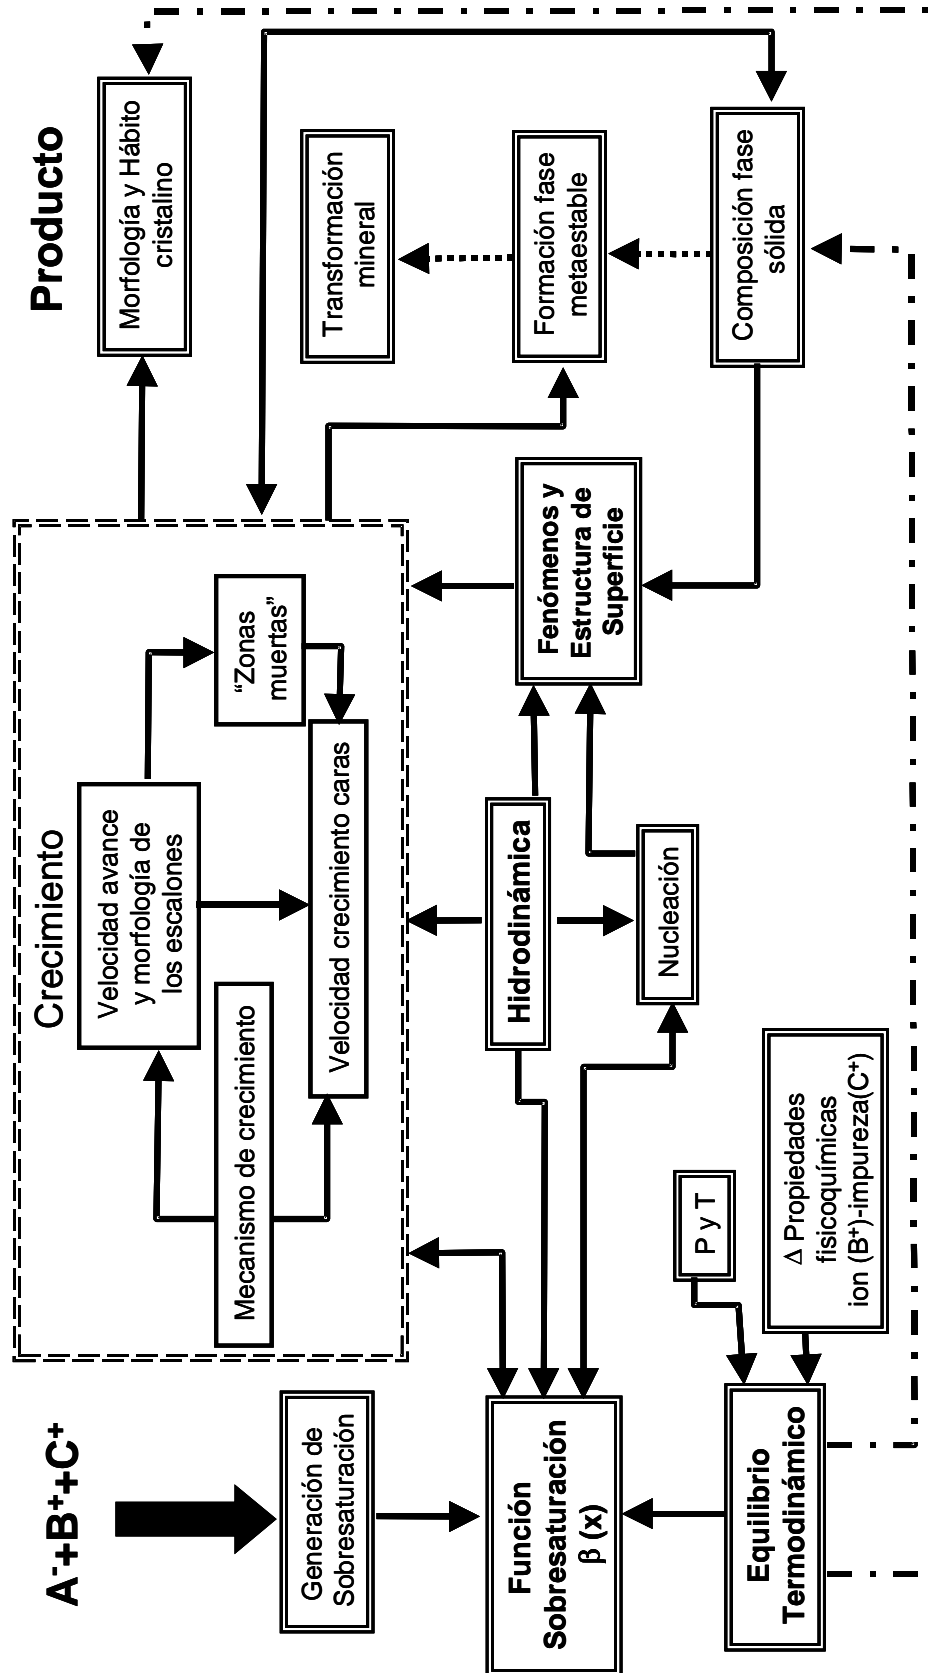 A⁻+B⁺+C⁺
Generación de
Sobresaturación
Función
Sobresaturación
β (x)
Equilibrio
Termodinámico
P y T
Δ Propiedades
fisicoquímicas
ion (B⁺)-impureza(C⁺)
Crecimiento
Mecanismo de crecimiento
Velocidad avance
y morfología de
los escalones
“Zonas
muertas”
Velocidad crecimiento caras
Hidrodinámica
Nucleación
Fenómenos y
Estructura de
Superficie
Producto
Morfología y Hábito
cristalino
Transformación
mineral
Formación fase
metaestable
Composición fase
sólida